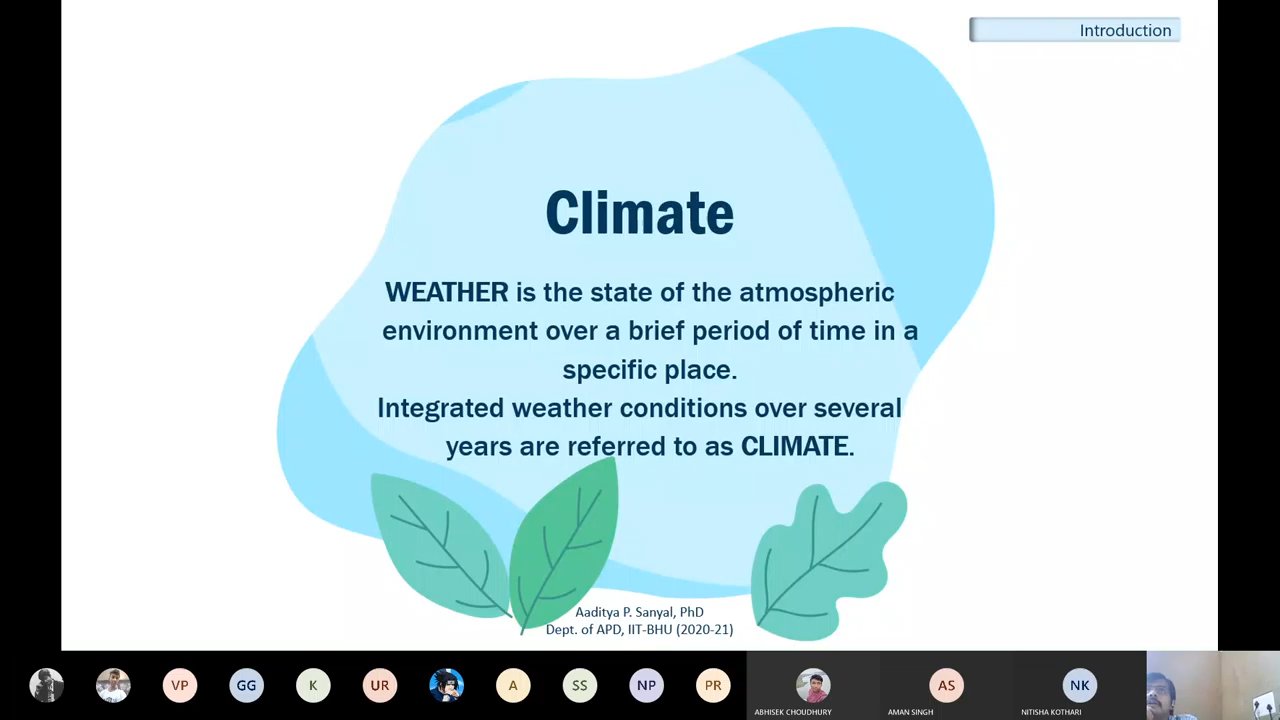 Introduction
Climate
WEATHER is the state of the atmospheric
environment over a brief period of time in a
specific place.
Integrated weather conditions over several
years are referred to as CLIMATE.
Aaditya P. Sanyal, PhD
Dept. of APD, IIT-BHU (2020-21)
VP
GG
K
UR
A
SS
NP
PR
ABHISEK CHOUDHURY
AS
AMAN SINGH
NK
NITISHA KOTHARI